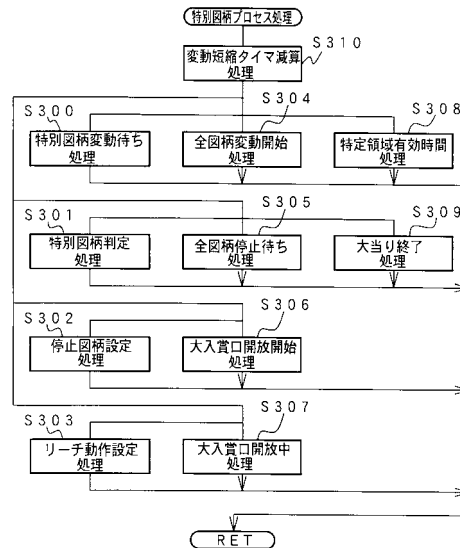 特別図柄プロセス処理
S310
変動短縮タイマ減算
処理
S300
特別図柄変動待ち
処理
S304
全図柄変動開始
処理
S308
特定領域有効時間
処理
S301
特別図柄判定
処理
S305
全図柄停止待ち
処理
S309
大当り終了
処理
S302
停止図柄設定
処理
S306
大入賞口開放開始
処理
S303
リーチ動作設定
処理
S307
大入賞口開放中
処理
RET